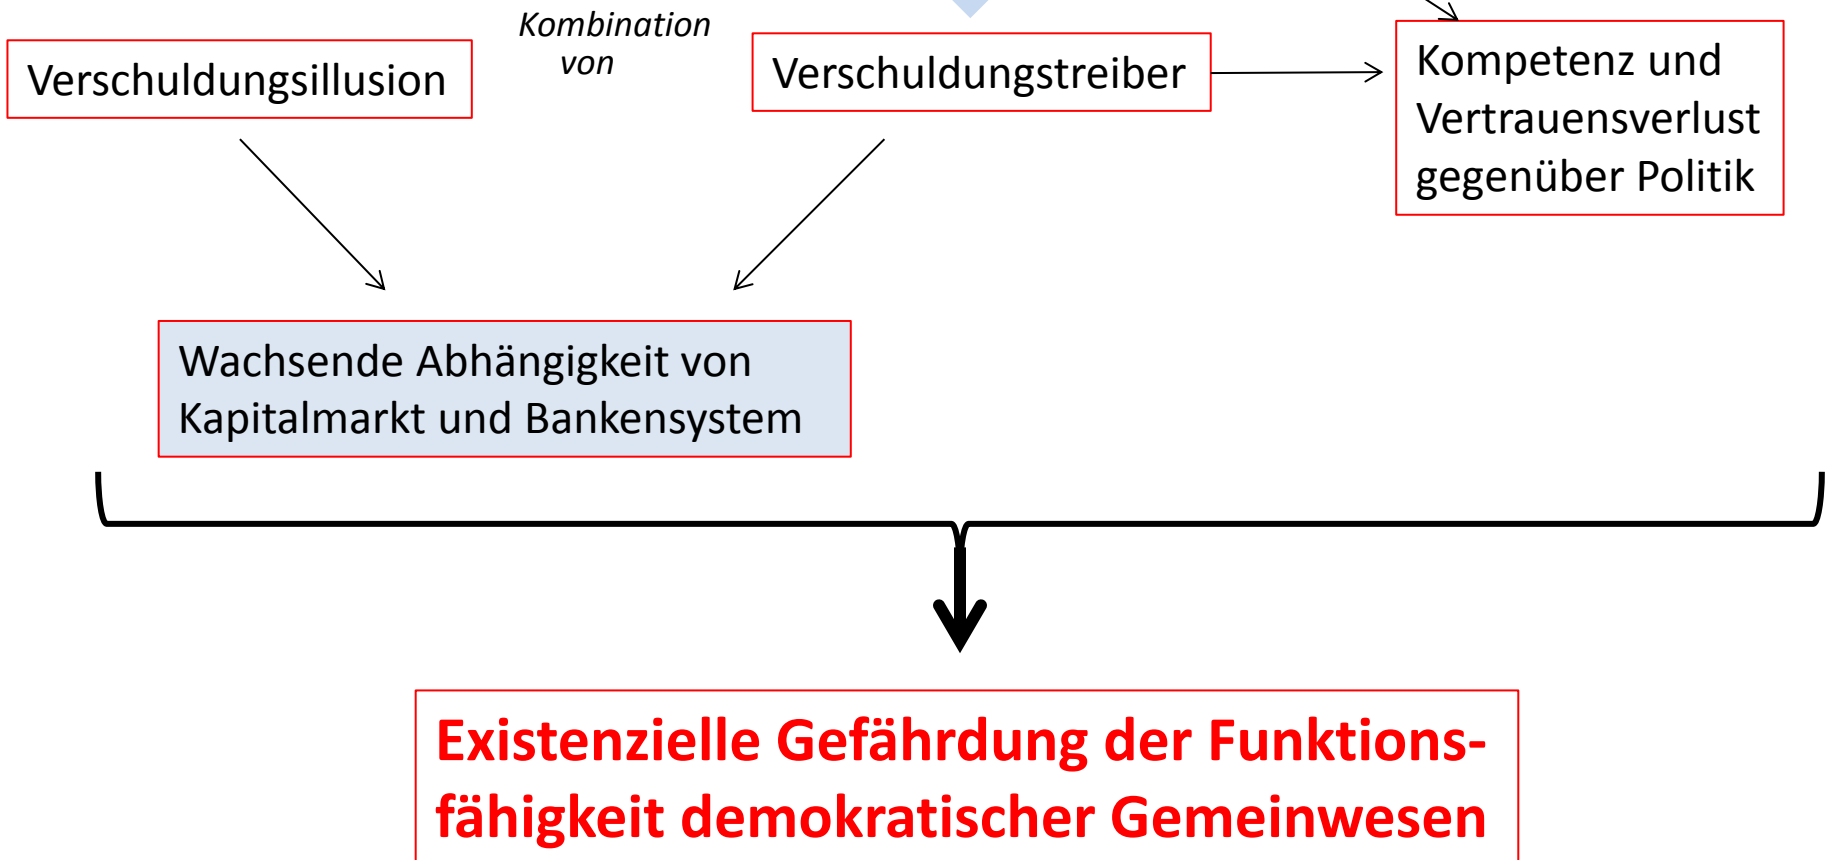 Kombination
von
Verschuldungsillusion
Verschuldungstreiber
Kompetenz und
Vertrauensverlust
gegenüber Politik
Wachsende Abhängigkeit von
Kapitalmarkt und Bankensystem
Existenzielle Gefährdung der Funktions-
fähigkeit demokratischer Gemeinwesen